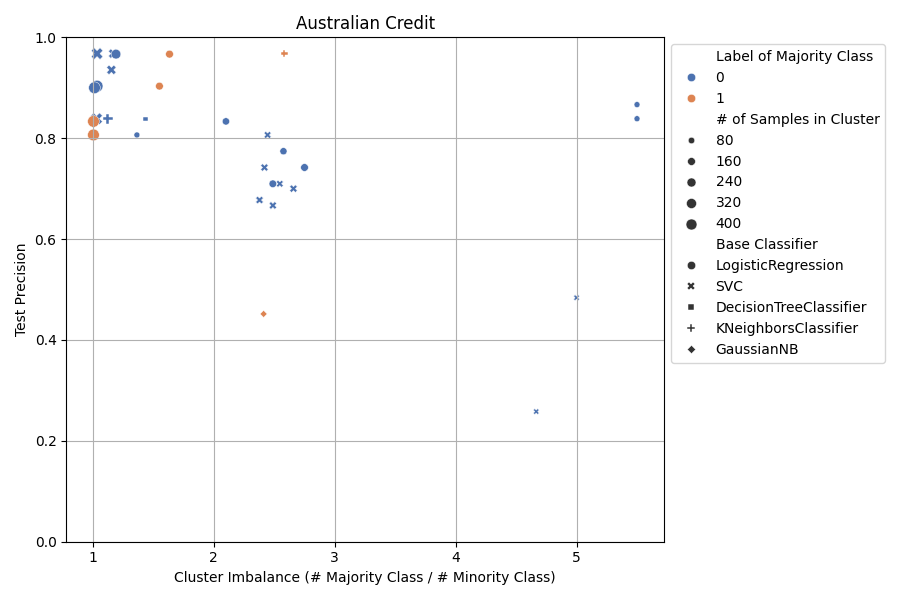 Australian Credit
1.0
0.8
0.6
0.4
0.2
0.0
Test Precision
1
2
3
4
5
Cluster Imbalance (# Majority Class / # Minority Class)
Label of Majority Class
0
1
# of Samples in Cluster
80
160
240
320
400
Base Classifier
LogisticRegression
SVC
DecisionTreeClassifier
KNeighborsClassifier
GaussianNB